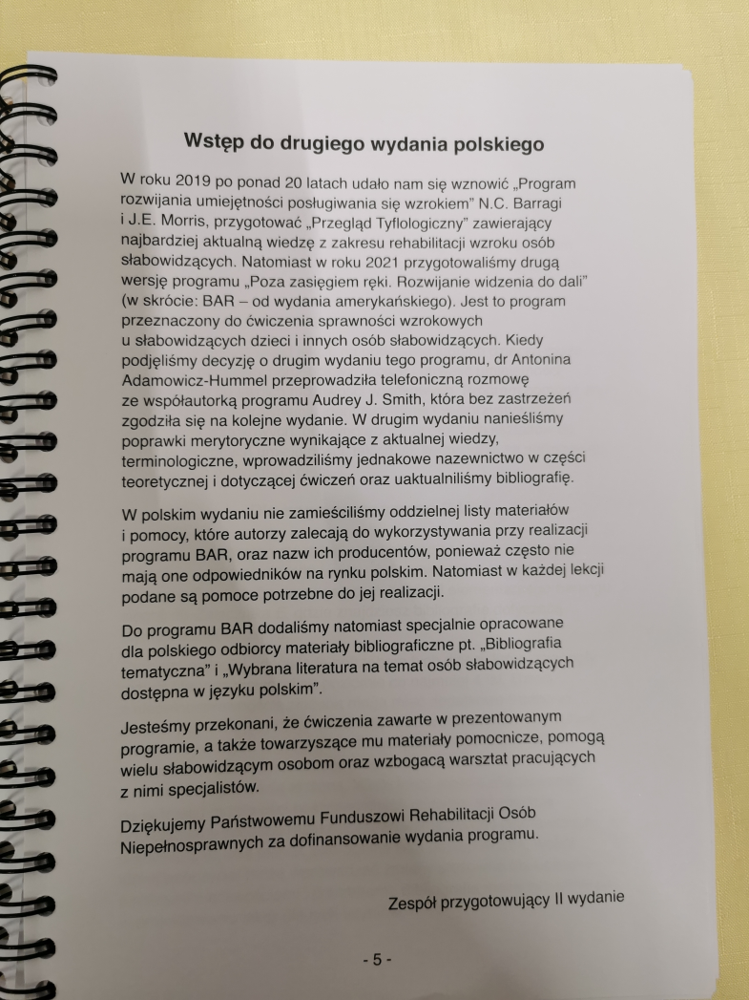 Wstęp do drugiego wydania polskiego
W roku 2019 po ponad 20 latach udało nam się wznowić „Program
rozwijania umiejętności posługiwania się wzrokiem” N.C. Barragi
i J.E. Morris, przygotować „Przegląd Tyflologiczny” zawierający
najbardziej aktualną wiedzę z zakresu rehabilitacji wzroku osób
słabowidzących. Natomiast w roku 2021 przygotowaliśmy drugą
wersję programu „Poza zasięgiem ręki. Rozwijanie widzenia do dali”
(w skrócie: BAR – od wydania amerykańskiego). Jest to program
przeznaczony do ćwiczenia sprawności wzrokowych
u słabowidzących dzieci i innych osób słabowidzących. Kiedy
podjęliśmy decyzję o drugim wydaniu tego programu, dr Antonina
Adamowicz-Hummel przeprowadziła telefoniczną rozmowę
ze współautorką programu Audrey J. Smith, która bez zastrzeżeń
zgodziła się na kolejne wydanie. W drugim wydaniu nanieśliśmy
poprawki merytoryczne wynikające z aktualnej wiedzy,
terminologiczne, wprowadziliśmy jednakowe nazewnictwo w części
teoretycznej i dotyczącej ćwiczeń oraz uaktualniliśmy bibliografię.
W polskim wydaniu nie zamieściliśmy oddzielnej listy materiałów
i pomocy, które autorzy zalecają do wykorzystywania przy realizacji
programu BAR, oraz nazw ich producentów, ponieważ często nie
mają one odpowiedników na rynku polskim. Natomiast w każdej lekcji
podane są pomoce potrzebne do jej realizacji.
Do programu BAR dodaliśmy natomiast specjalnie opracowane
dla polskiego odbiorcy materiały bibliograficzne pt. „Bibliografia
tematyczna” i „Wybrana literatura na temat osób słabowidzących
dostępna w języku polskim”.
Jesteśmy przekonani, że ćwiczenia zawarte w prezentowanym
programie, a także towarzyszące mu materiały pomocnicze, pomogą
wielu słabowidzącym osobom oraz wzbogacą warsztat pracujących
z nimi specjalistów.
Dziękujemy Państwowemu Funduszowi Rehabilitacji Osób
Niepełnosprawnych za dofinansowanie wydania programu.
Zespół przygotowujący II wydanie
- 5 -